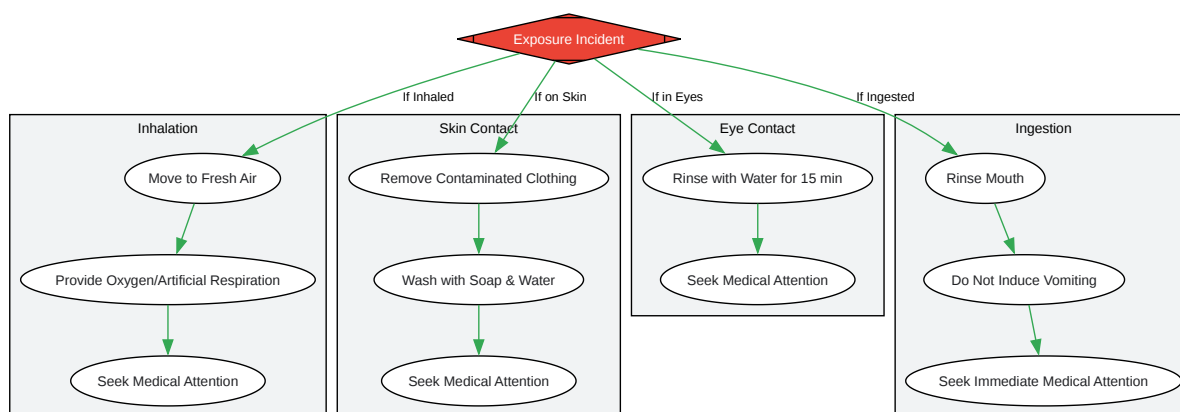 Exposure Incident
If Inhaled
If on Skin
If in Eyes
If Ingested
Inhalation
Skin Contact
Eye Contact
Ingestion
Move to Fresh Air
Remove Contaminated Clothing
Rinse with Water for 15 min
Rinse Mouth
Provide Oxygen/Artificial Respiration
Wash with Soap & Water
Seek Medical Attention
Do Not Induce Vomiting
Seek Medical Attention
Seek Medical Attention
Seek Immediate Medical Attention